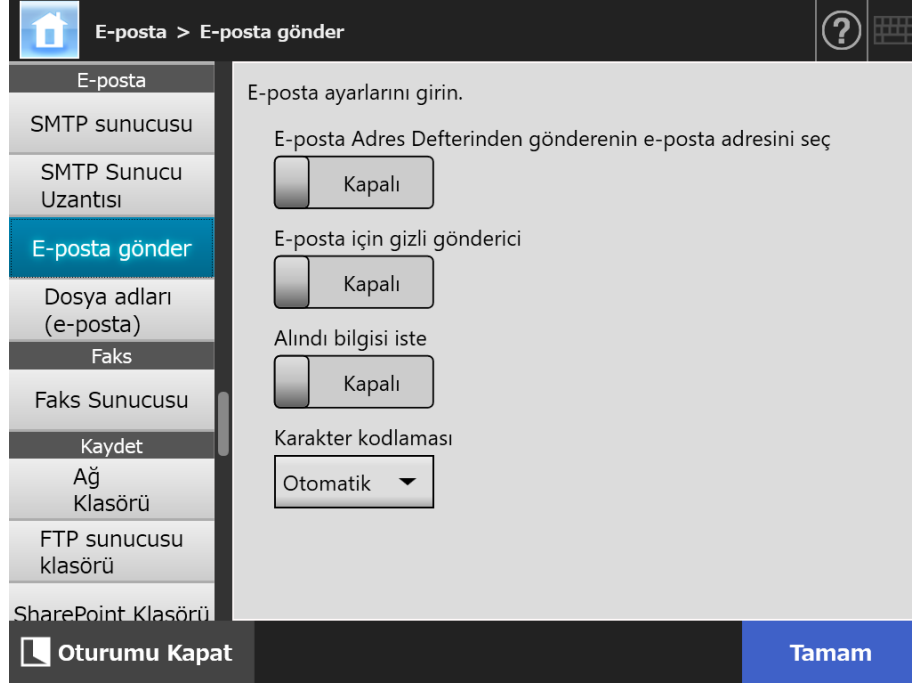 E-posta > E-posta gönder
?
E-posta
SMTP sunucusu
SMTP Sunucu
Uzantısı
E-posta gönder
Dosya adları
(e-posta)
Faks
Faks Sunucusu
Kaydet
Ağ
Klasörü
FTP sunucusu
klasörü
SharePoint Klasörü
E-posta ayarlarını girin.
E-posta Adres Defterinden gönderenin e-posta adresini seç
Kapalı
E-posta için gizli gönderici
Kapalı
Alındı bilgisi iste
Kapalı
Karakter kodlaması
Otomatik
Oturumu Kapat
Tamam